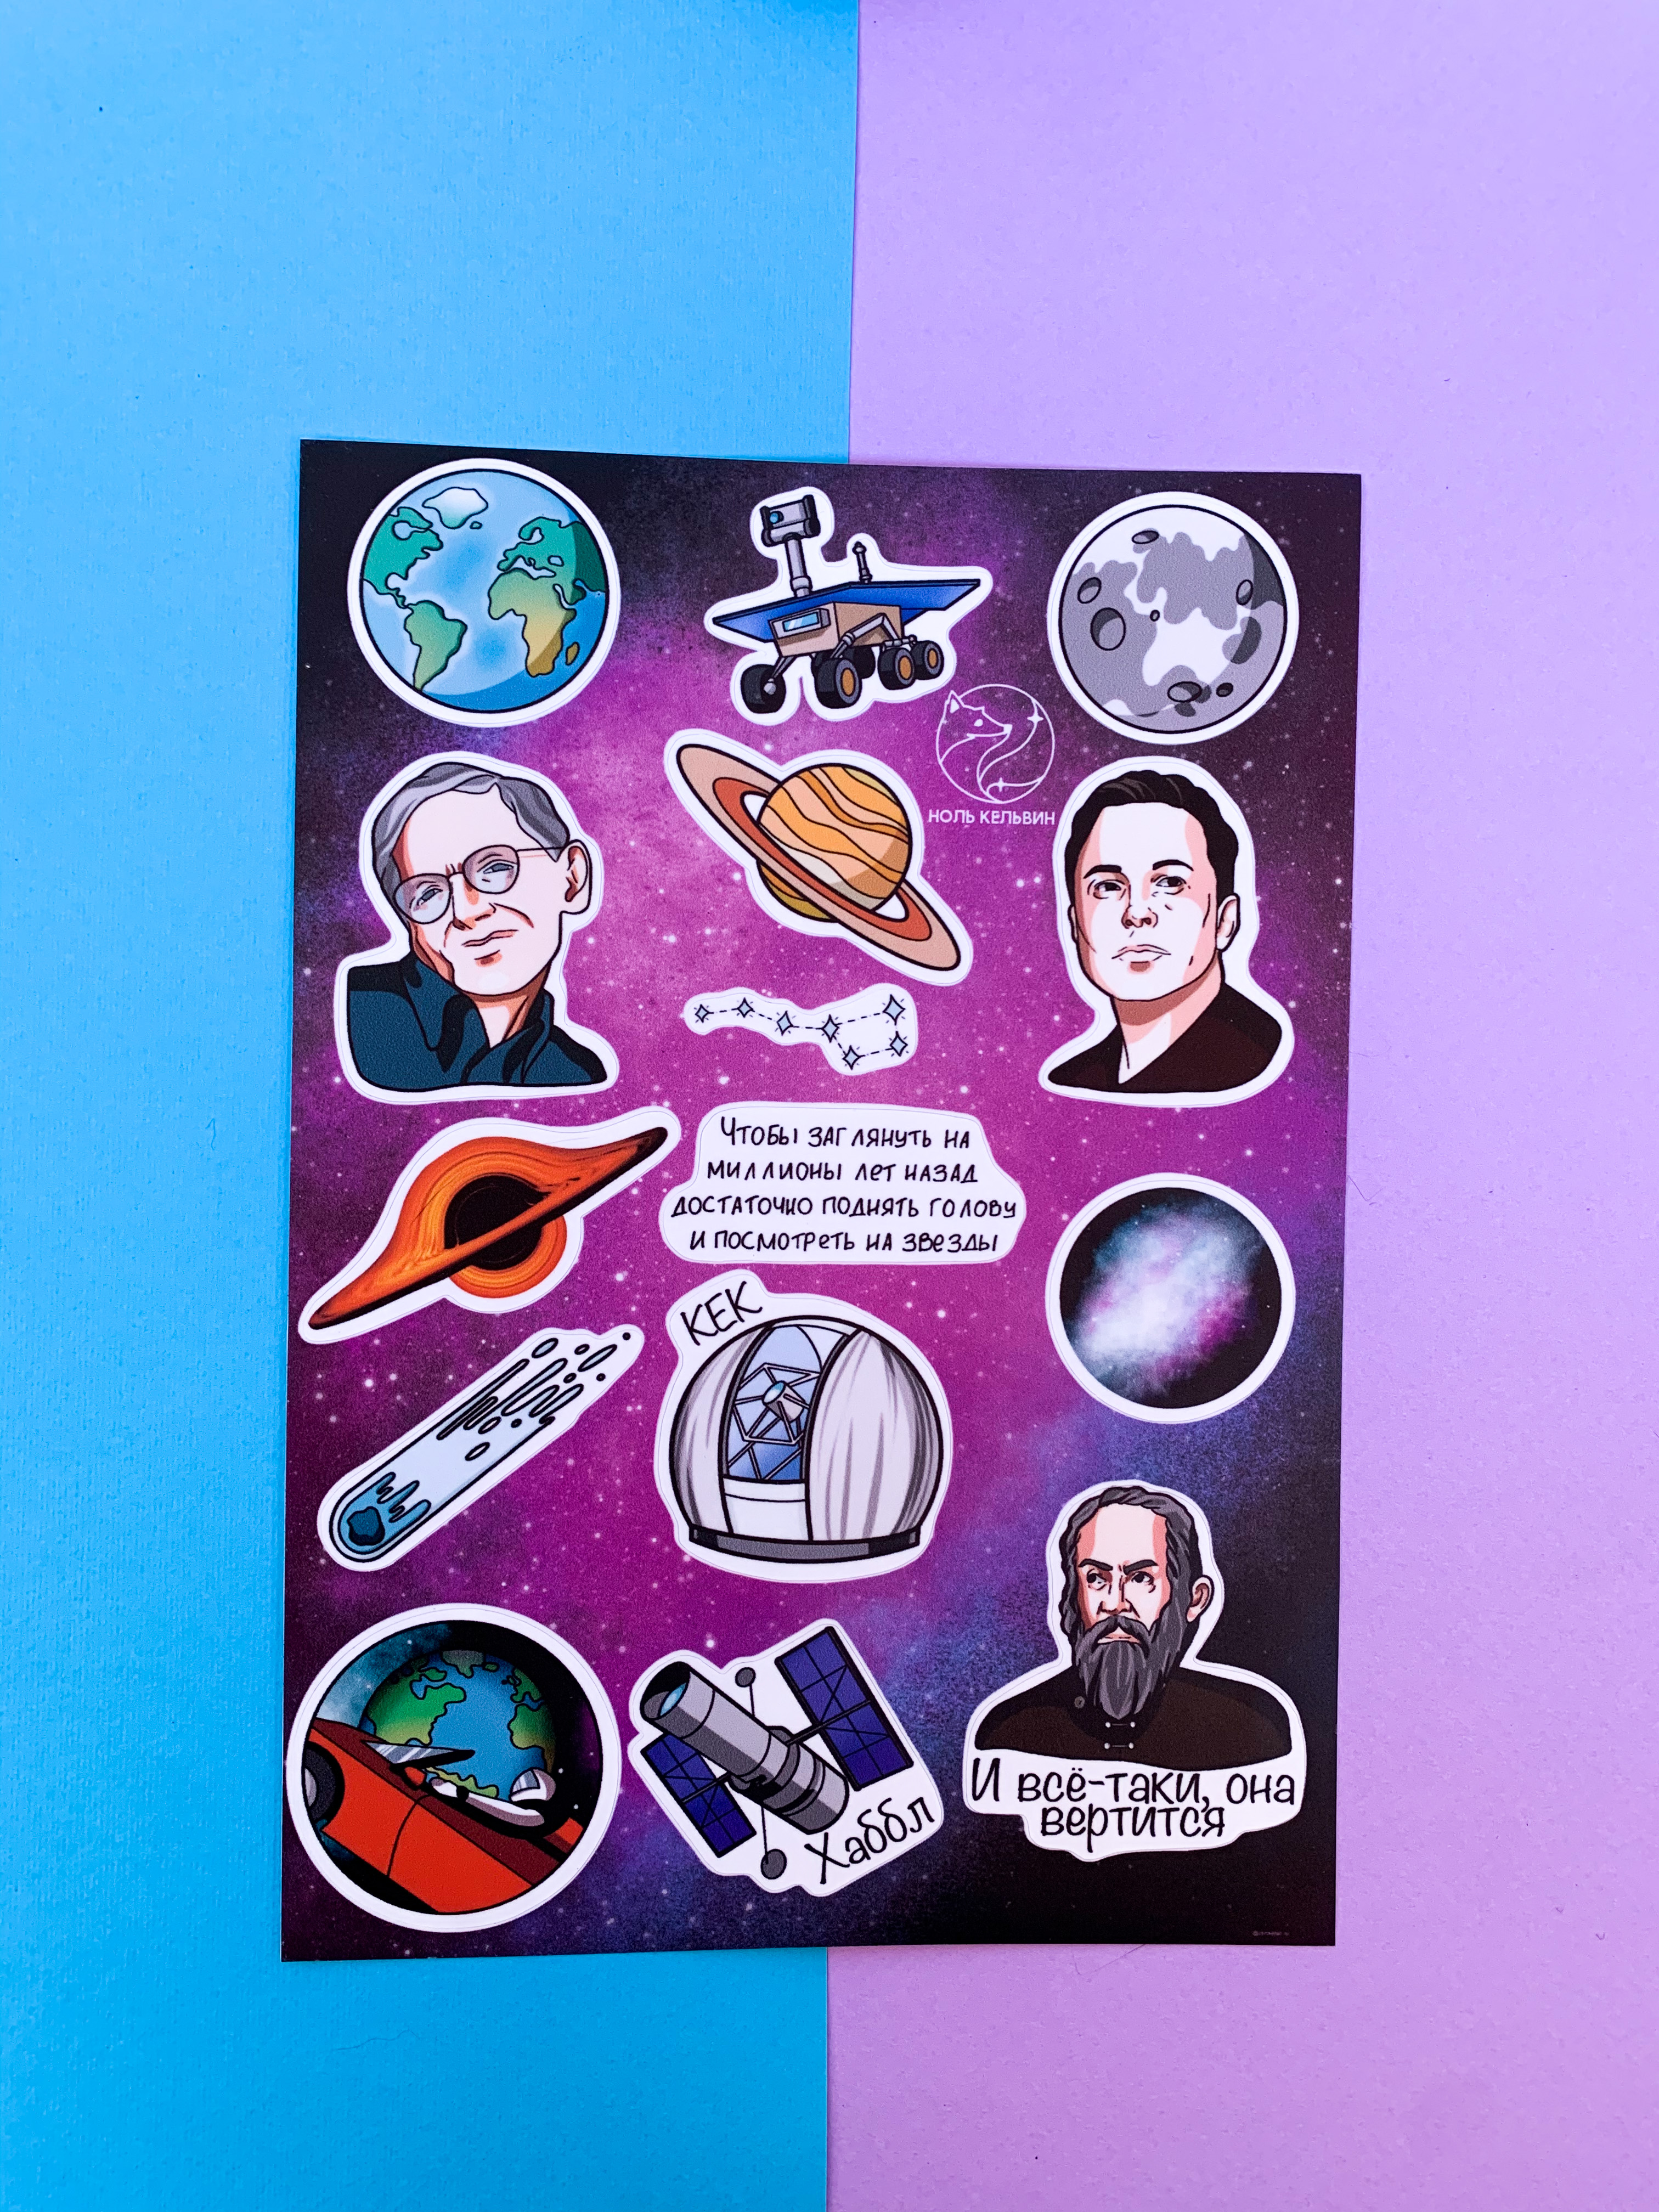 НОЛЬ КЕЛЬВИН
Чтобы заглянуть на
миллионы лет назад
достаточно поднять голову
и посмотреть на звезды
КЕК
Хаббл
И всё-таки, она
вертится